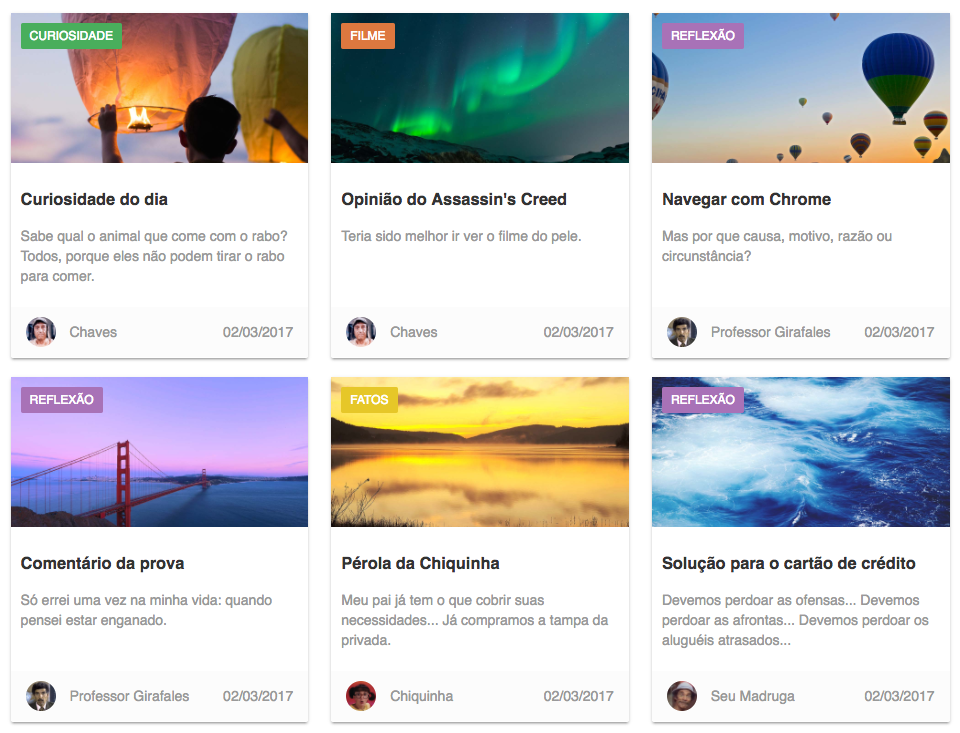 CURIOSIDADE
Curiosidade do dia
Sabe qual o animal que come com o rabo?
Todos, porque eles não podem tirar o rabo
para comer.
Chaves 02/03/2017
FILME
Opinião do Assassin's Creed
Teria sido melhor ir ver o filme do pele.
Chaves 02/03/2017
REFLEXÃO
Navegar com Chrome
Mas por que causa, motivo, razão ou
circunstância?
Professor Girafales 02/03/2017
REFLEXÃO
Comentário da prova
Só errei uma vez na minha vida: quando
pensei estar enganado.
Professor Girafales 02/03/2017
FATOS
Pérola da Chiquinha
Meu pai já tem o que cobrir suas
necessidades... Já compramos a tampa da
privada.
Chiquinha 02/03/2017
REFLEXÃO
Solução para o cartão de crédito
Devemos perdoar as ofensas... Devemos
perdoar as afrontas... Devemos perdoar os
aluguéis atrasados...
Seu Madruga 02/03/2017